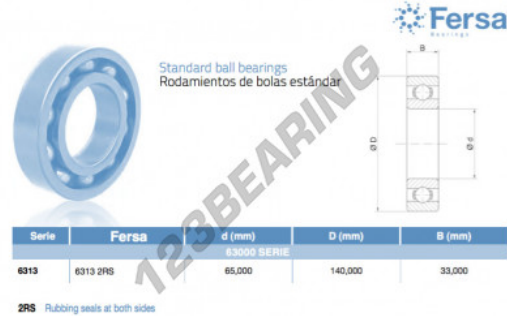 Fersa
Bearings
Standard ball bearings
Rodamientos de bolas estándar
B
Ø D
Ø d
123BEARING
Serie Fersa d (mm) D (mm) B (mm)
63000 SERIE
6313 6313 2RS 65,000 140,000 33,000
2RS Rubbing seals at both sides